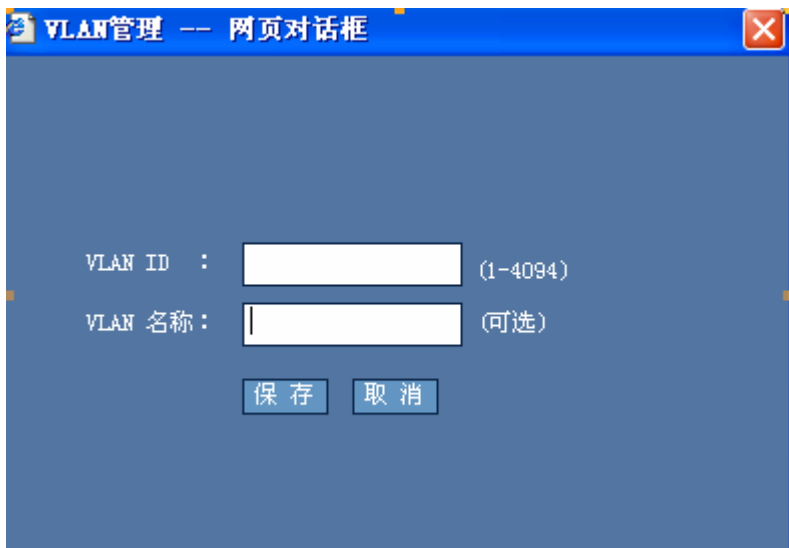 VLAN管理 -- 网页对话框
VLAN ID ： (1-4094)
VLAN 名称： (可选)
保 存 取 消